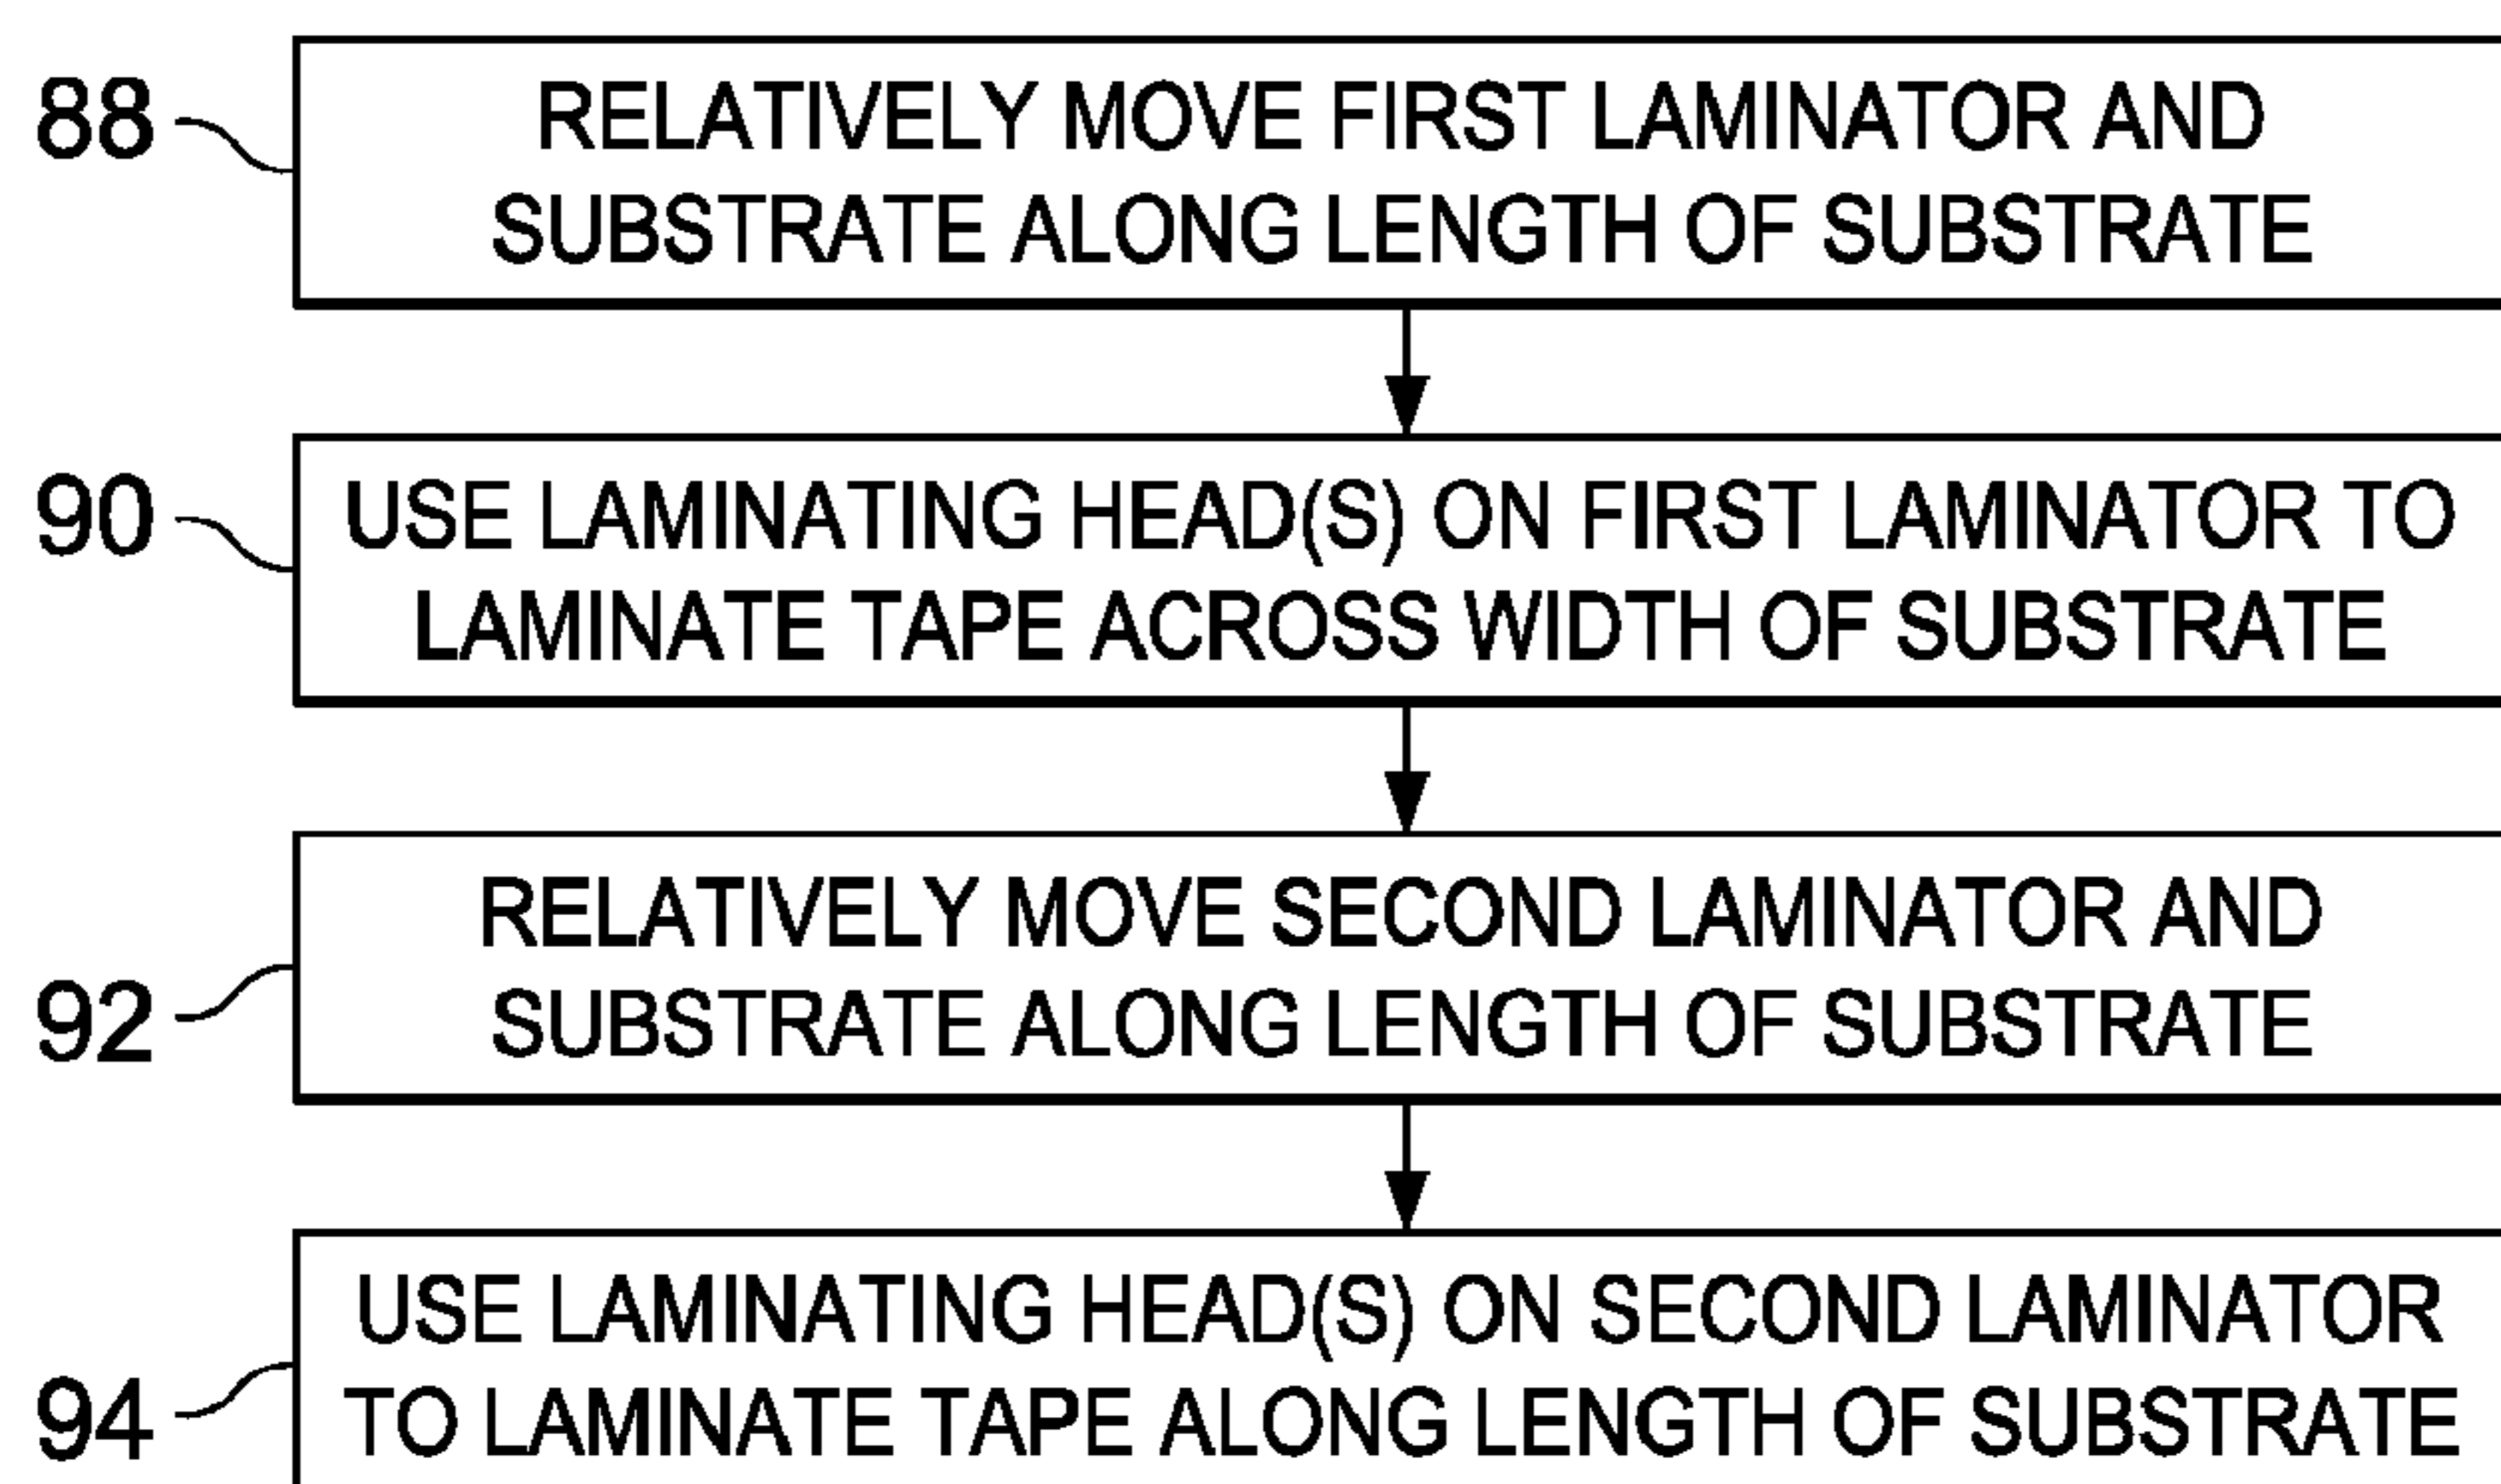 88
RELATIVELY MOVE FIRST LAMINATOR AND
SUBSTRATE ALONG LENGTH OF SUBSTRATE
90
USE LAMINATING HEAD(S) ON FIRST LAMINATOR TO
LAMINATE TAPE ACROSS WIDTH OF SUBSTRATE
92
RELATIVELY MOVE SECOND LAMINATOR AND
SUBSTRATE ALONG LENGTH OF SUBSTRATE
94
USE LAMINATING HEAD(S) ON SECOND LAMINATOR
TO LAMINATE TAPE ALONG LENGTH OF SUBSTRATE